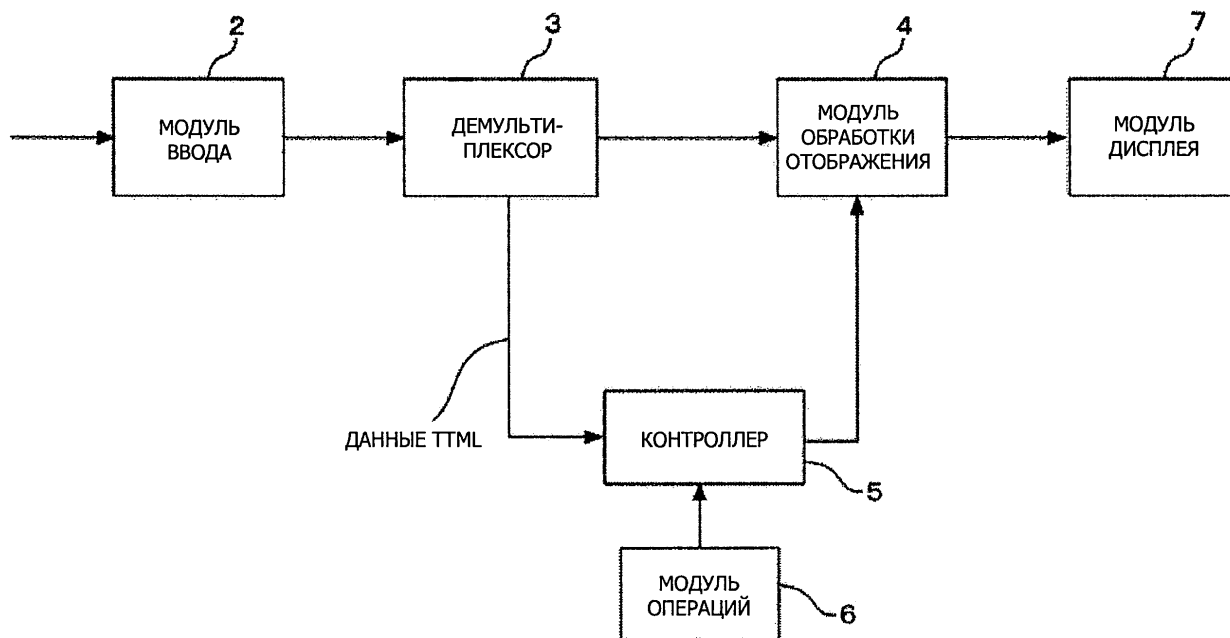 2
3
4
7
МОДУЛЬ
ВВОДА
ДЕМУЛЬТИ-
ПЛЕКСОР
МОДУЛЬ
ОБРАБОТКИ
ОТОБРАЖЕНИЯ
МОДУЛЬ
ДИСПЛЕЯ
ДАННЫЕ TTML
КОНТРОЛЛЕР
5
МОДУЛЬ
ОПЕРАЦИЙ
6